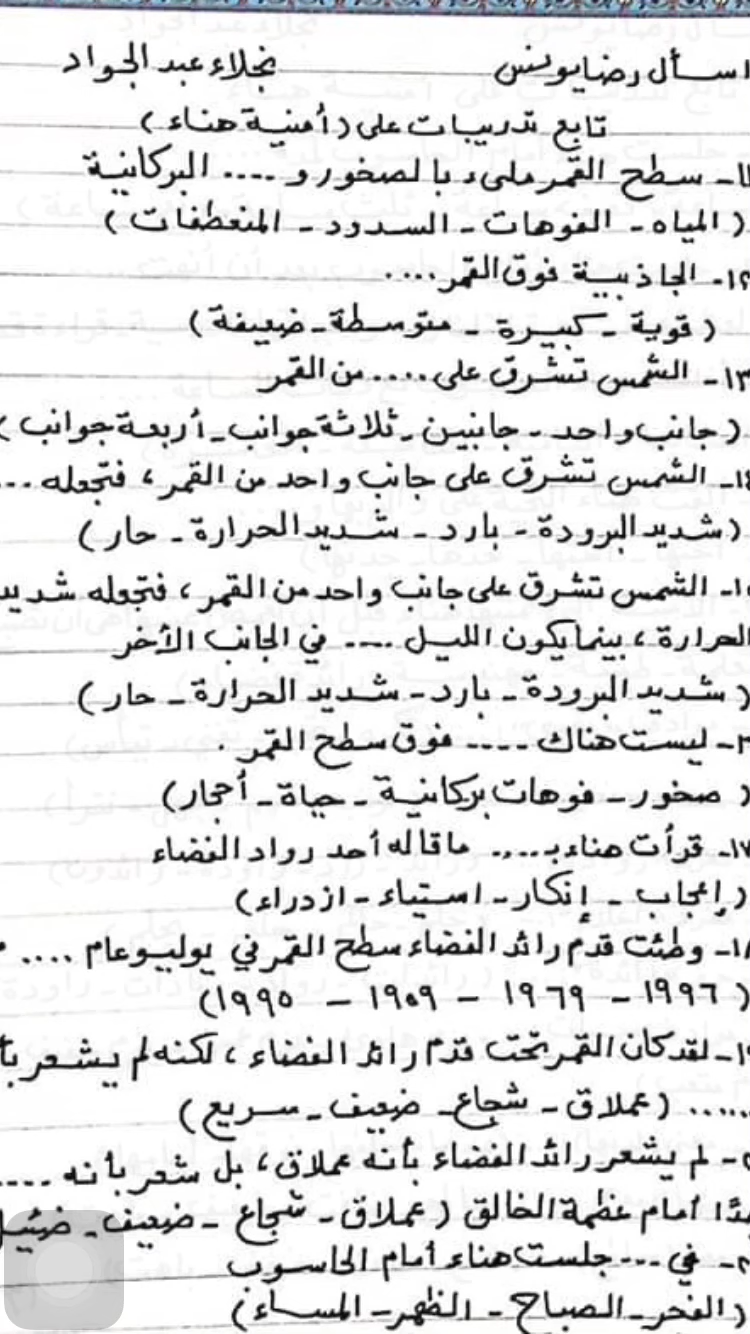 اسأل رضا يونس نجلاء عبد الجواد
تابع تدريبات على (أمنية هناء)
١١- سطح القمر ملىء بالصخور و .... البركانية
(المياه - الفوهات - السدود - المنعطفات)
١٢- الجاذبية فوق القمر ....
(قوية - كبيرة - متوسطة - ضعيفة)
١٣- الشمس تشرق على .... من القمر
(جانب واحد - جانبين - ثلاثة جوانب - أربعة جوانب)
١٤- الشمس تشرق على جانب واحد من القمر، فتجعله ...
(شديد البرودة - بارد - شديد الحرارة - حار)
١٥- الشمس تشرق على جانب واحد من القمر، فتجعله شديد
الحرارة، بينما يكون الليل .... في الجانب الأخر
(شديد البرودة - بارد - شديد الحرارة - حار)
- ليست هناك .... فوق سطح القمر .
(صخور - فوهات بركانية - حياة - أحجار)
١٧- قرأت هناء بـ .... ماقاله أحد رواد الفضاء
(إعجاب - إنكار - استياء - ازدراء)
١٨- وطئت قدم رائد الفضاء سطح القمر في يوليو عام ....
(١٩٩٦ - ١٩٦٩ - ١٩٥٩ - ١٩٩٥)
١٩- لقد كان القمر تحت قدم رائد الفضاء، لكنه لم يشعر
..... (عملاق - شجاع - ضعيف - سريع)
- لم يشعر رائد الفضاء بأنه عملاق، بل شعر بأنه ....
جدًا أمام عظمة الخالق (عملاق - شجاع - ضعيف - ضئيل
- في ... جلست هناء أمام الحاسوب
(الفجر - الصباح - الظهر - المساء)